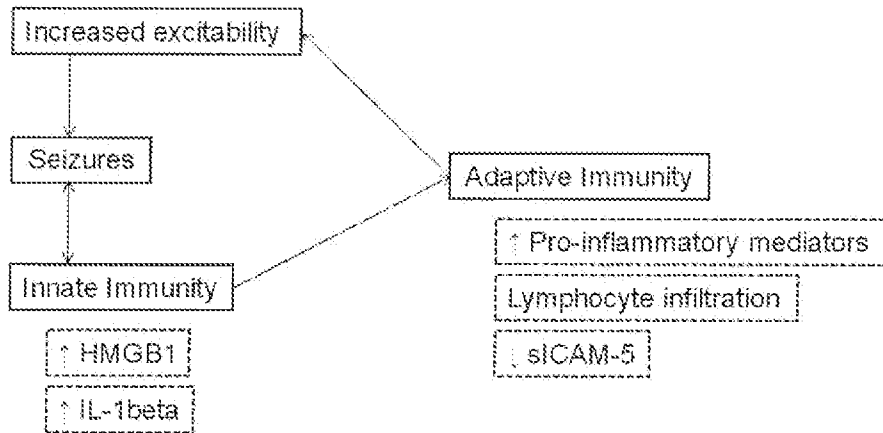 Increased excitability
Seizures
Adaptive Immunity
↑ Pro-inflammatory mediators
Innate Immunity
Lymphocyte infiltration
↑ HMGB1
↓ sICAM-5
↑ IL-1beta